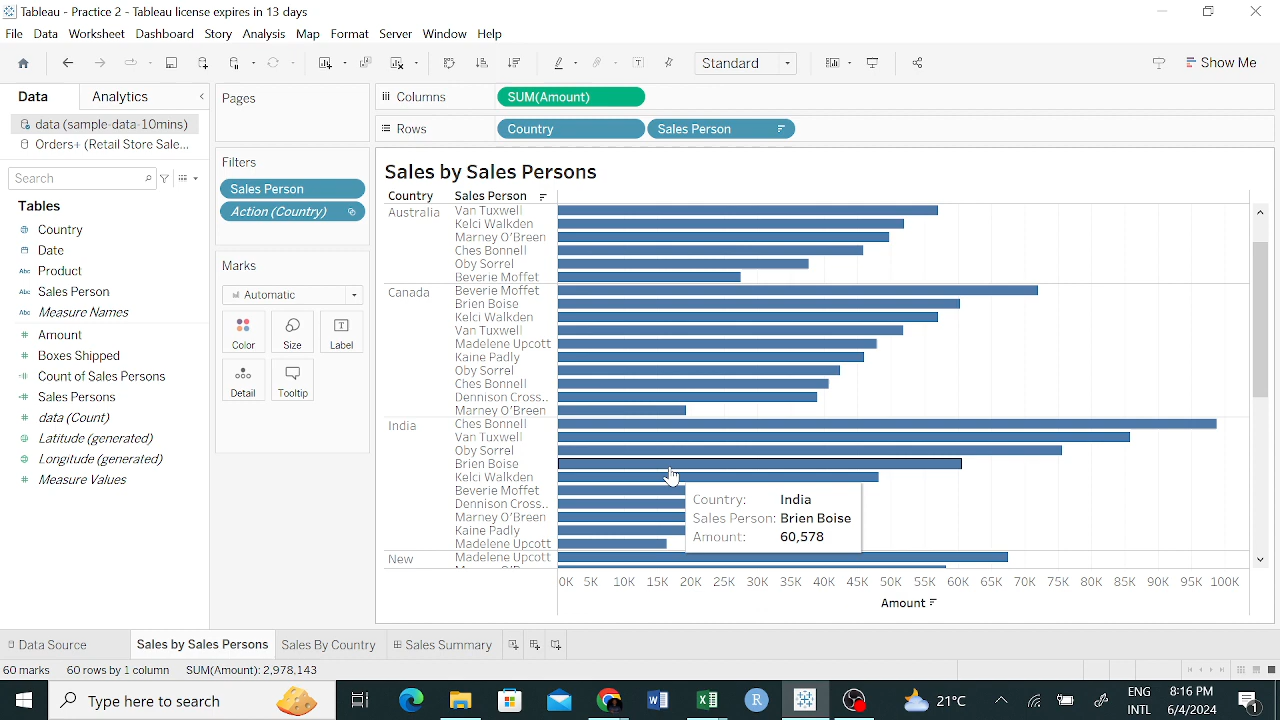 Tableau - Practice 2 - Tableau license expires in 13 days
File Data Worksheet Dashboard Story Analysis Map Format Server Window Help
Standard
Show Me
Data Analytics
data (sample-data-10mins)
Orders+ (Retail Store Sale...
Search
Tables
Country
Date
Abc Product
Abc Sales Person
Abc Measure Names
# Amount
# Boxes Shipped
Count of Sales Persons
Sales Persons
# data (Count)
Latitude (generated)
Longitude (generated)
# Measure Values
Pages
Filters
Sales Person
Action (Country)
Marks
Automatic
Color Size Label
Detail Tooltip
Columns SUM(Amount)
Rows Country Sales Person
Sales by Sales Persons
Country Sales Person
Australia Van Tuxwell
Kelci Walkden
Marney O'Breen
Ches Bonnell
Oby Sorrel
Beverie Moffet
Canada Beverie Moffet
Brien Boise
Kelci Walkden
Van Tuxwell
Madelene Upcott
Kaine Padly
Oby Sorrel
Ches Bonnell
Dennison Cross..
Marney O'Breen
India Ches Bonnell
Van Tuxwell
Oby Sorrel
Brien Boise
Kelci Walkden
Beverie Moffet
Dennison Cross..
Marney O'Breen
Kaine Padly
Madelene Upcott
New Madelene Upcott
Country: India
Sales Person: Brien Boise
Amount: 60,578
0K 5K 10K 15K 20K 25K 30K 35K 40K 45K 50K 55K 60K 65K 70K 75K 80K 85K 90K 95K 100K
Amount
Data Source Sales by Sales Persons Sales By Country Sales Summary
60 marks 60 rows by 1 column SUM(Amount): 2,978,143
Type here to search
21°C
ENG
INTL
8:16 PM
6/4/2024
1